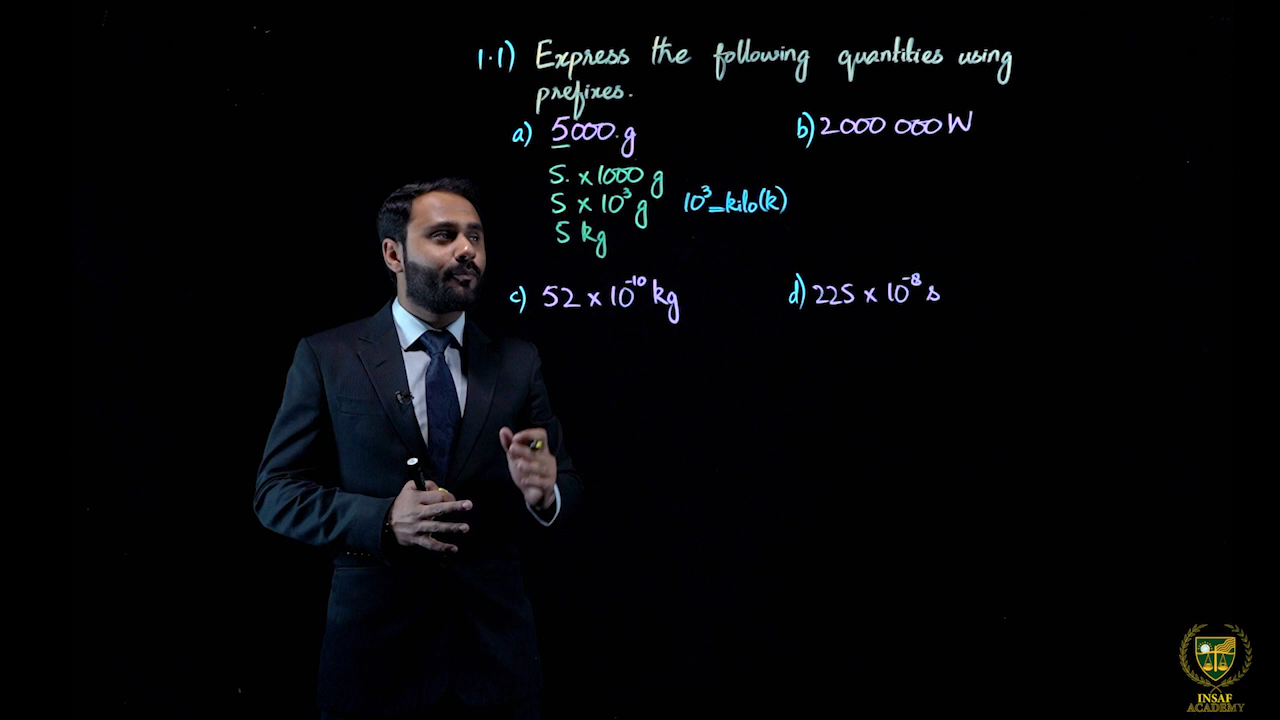 1.1) Express the following quantities using
prefixes.
a) 5000.g
5. x 1000 g
5 x 10³ g 10³ = kilo(k)
5 kg
b) 2000 000 W
c) 52 x 10⁻¹⁰ kg
d) 225 x 10⁻⁸ s
INSAF
ACADEMY